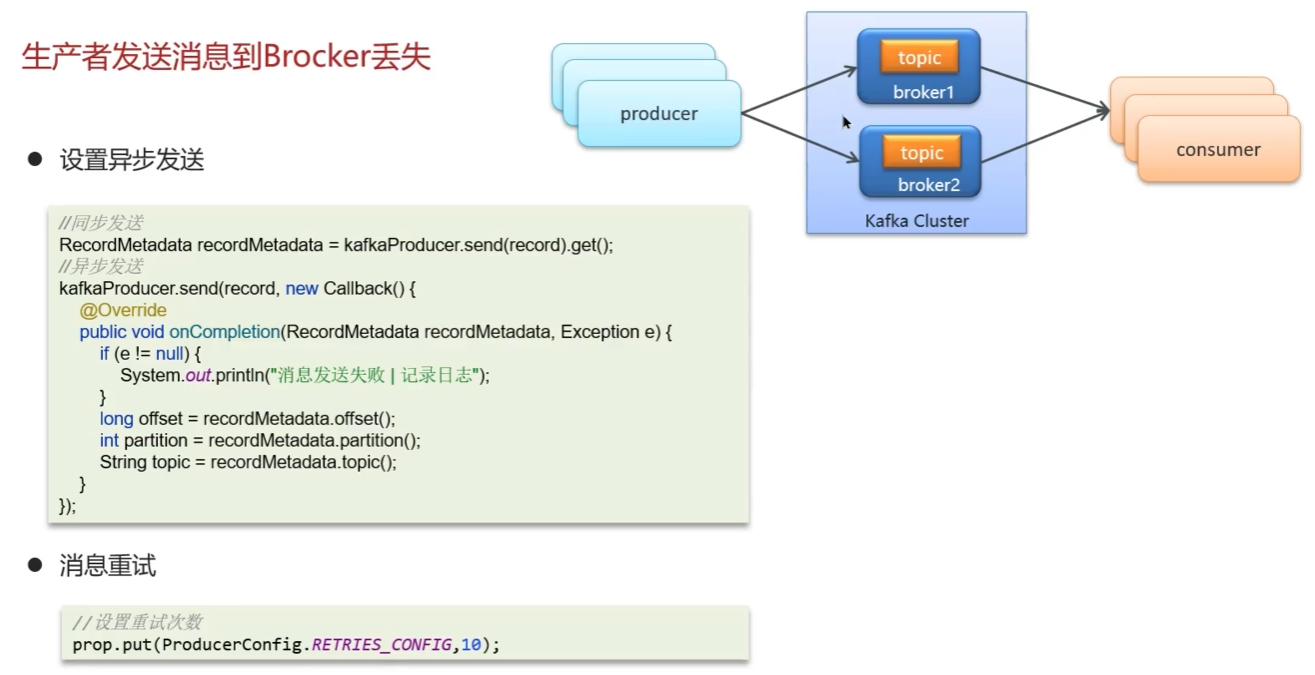 生产者发送消息到Brocker丢失
producer
topic
broker1
topic
broker2
Kafka Cluster
consumer
● 设置异步发送
//同步发送
RecordMetadata recordMetadata = kafkaProducer.send(record).get();
//异步发送
kafkaProducer.send(record, new Callback() {
    @Override
    public void onCompletion(RecordMetadata recordMetadata, Exception e) {
        if (e != null) {
            System.out.println("消息发送失败 | 记录日志");
        }
        long offset = recordMetadata.offset();
        int partition = recordMetadata.partition();
        String topic = recordMetadata.topic();
    }
});
● 消息重试
//设置重试次数
prop.put(ProducerConfig.RETRIES_CONFIG,10);